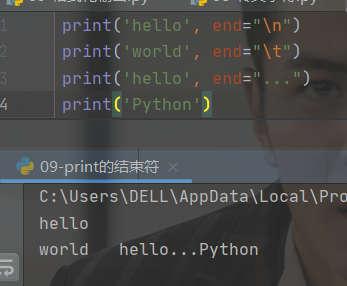 1 print('hello', end="\n")
2 print('world', end="\t")
3 print('hello', end="...")
4 print('Python')
09-print的结束符 ×
C:\Users\DELL\AppData\Local\Pro
hello
world   hello...Python